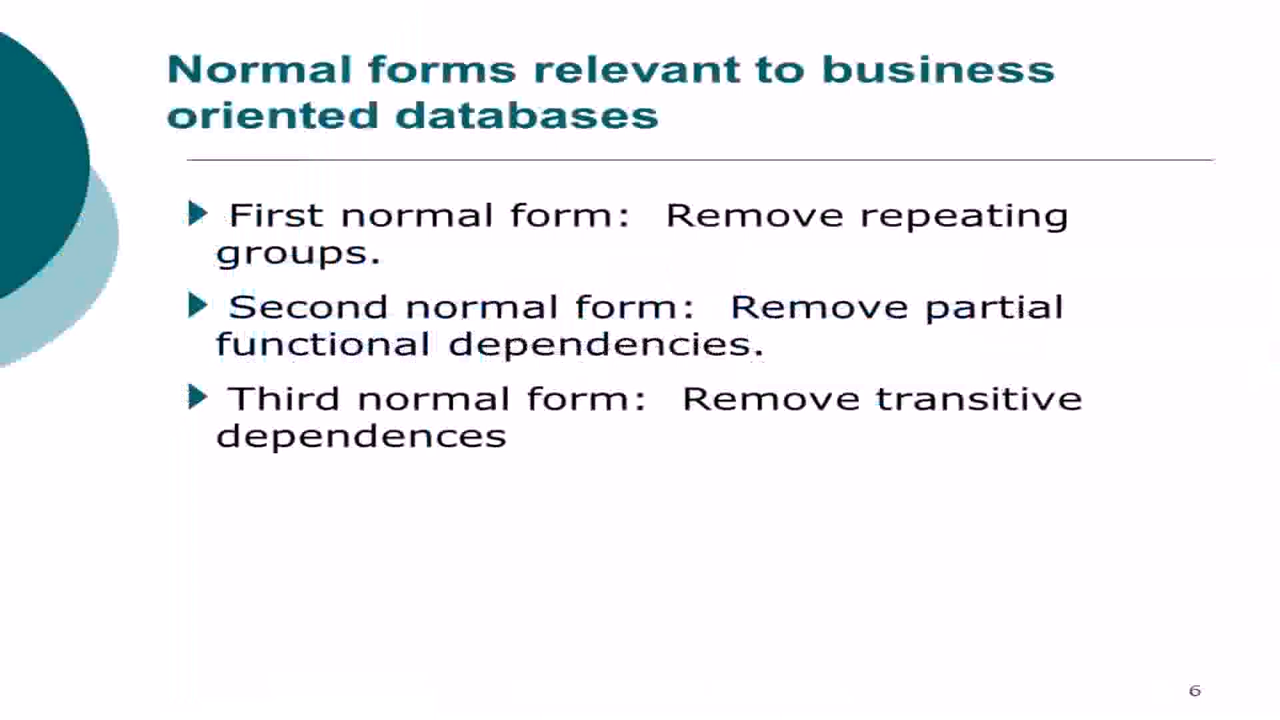 Normal forms relevant to business
oriented databases
First normal form: Remove repeating
groups.
Second normal form: Remove partial
functional dependencies.
Third normal form: Remove transitive
dependences
6